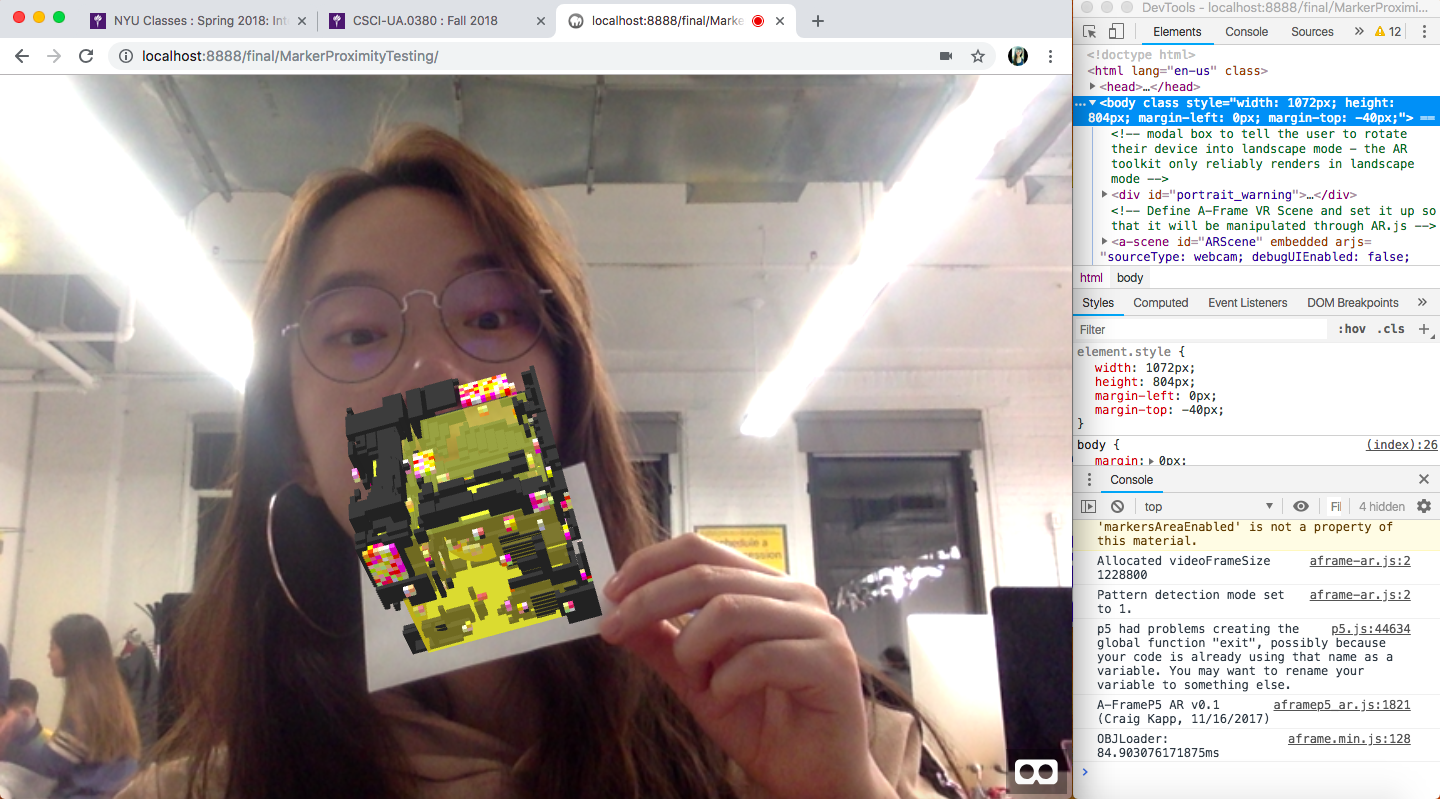 NYU Classes : Spring 2018: Int
CSCI-UA.0380 : Fall 2018
localhost:8888/final/Marke
DevTools - localhost:8888/final/MarkerProximi...
localhost:8888/final/MarkerProximityTesting/
Elements Console Sources » 12
<!doctype html>
<html lang="en-us" class>
<head>…</head>
…<body class style="width: 1072px; height:
804px; margin-left: 0px; margin-top: -40px;"> ==
<!-- modal box to tell the user to rotate
their device into landscape mode - the AR
toolkit only reliably renders in landscape
mode -->
<div id="portrait_warning">…</div>
<!-- Define A-Frame VR Scene and set it up so
that it will be manipulated through AR.js -->
<a-scene id="ARScene" embedded arjs=
"sourceType: webcam; debugUIEnabled: false;
html body
Styles Computed Event Listeners DOM Breakpoints »
Filter :hov .cls +
element.style {
width: 1072px;
height: 804px;
margin-left: 0px;
margin-top: -40px;
}
body { (index):26
margin: 0px;
Console
top Fi 4 hidden
'markersAreaEnabled' is not a property of
this material.
Allocated videoFrameSize aframe-ar.js:2
1228800
Pattern detection mode set aframe-ar.js:2
to 1.
p5 had problems creating the p5.js:44634
global function "exit", possibly because
your code is already using that name as a
variable. You may want to rename your
variable to something else.
A-FrameP5 AR v0.1 aframep5_ar.js:1821
(Craig Kapp, 11/16/2017)
OBJLoader: aframe.min.js:128
84.903076171875ms
>
chedule a